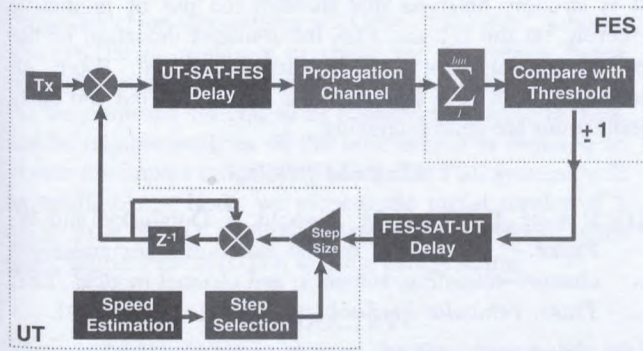 FES
Tx
UT-SAT-FES
Delay
Propagation
Channel
Σ
1
Compare with
Threshold
± 1
FES-SAT-UT
Delay
Step
Size
Z⁻¹
Speed
Estimation
Step
Selection
UT